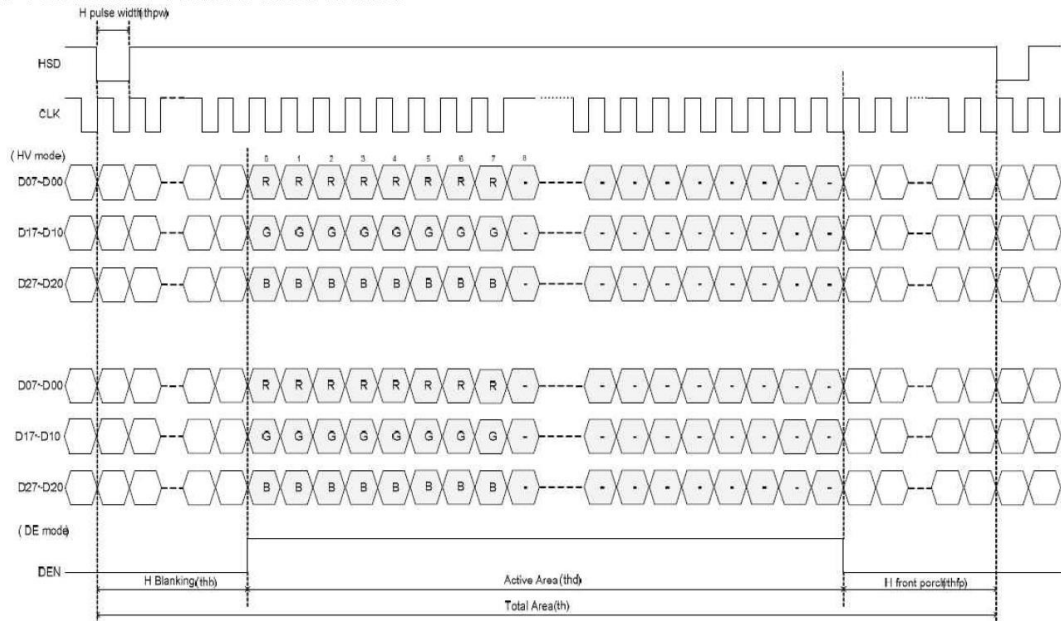 H pulse width(thpw)
HSD
CLK
( HV mode)
0 1 2 3 4 5 6 7 8
D07~D00 R R R R R R R R - - - - - - - - -
D17~D10 G G G G G G G G - - - - - - - - -
D27~D20 B B B B B B B B - - - - - - - - -
D07~D00 R R R R R R R R - - - - - - - - -
D17~D10 G G G G G G G G - - - - - - - - -
D27~D20 B B B B B B B B - - - - - - - - -
( DE mode)
DEN
H Blanking(thb) Active Area(thd) H front porch(thfp)
Total Area(th)